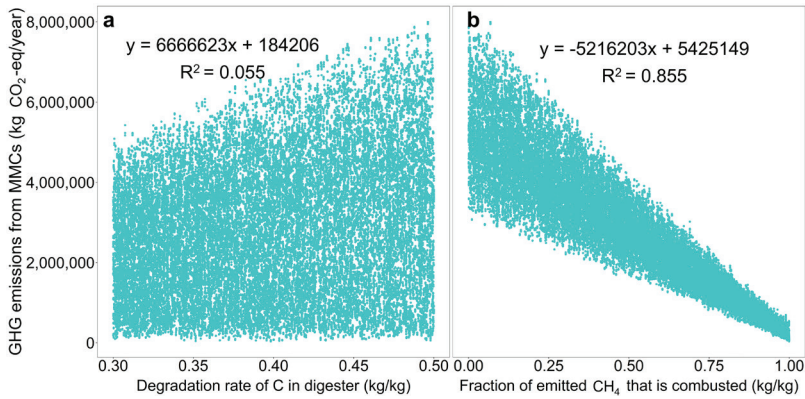 GHG emissions from MMCs (kg CO₂-eq/year)
8,000,000
6,000,000
4,000,000
2,000,000
0
a
y = 6666623x + 184206
R² = 0.055
0.30 0.35 0.40 0.45 0.50
Degradation rate of C in digester (kg/kg)
b
y = -5216203x + 5425149
R² = 0.855
0.00 0.25 0.50 0.75 1.00
Fraction of emitted CH₄ that is combusted (kg/kg)